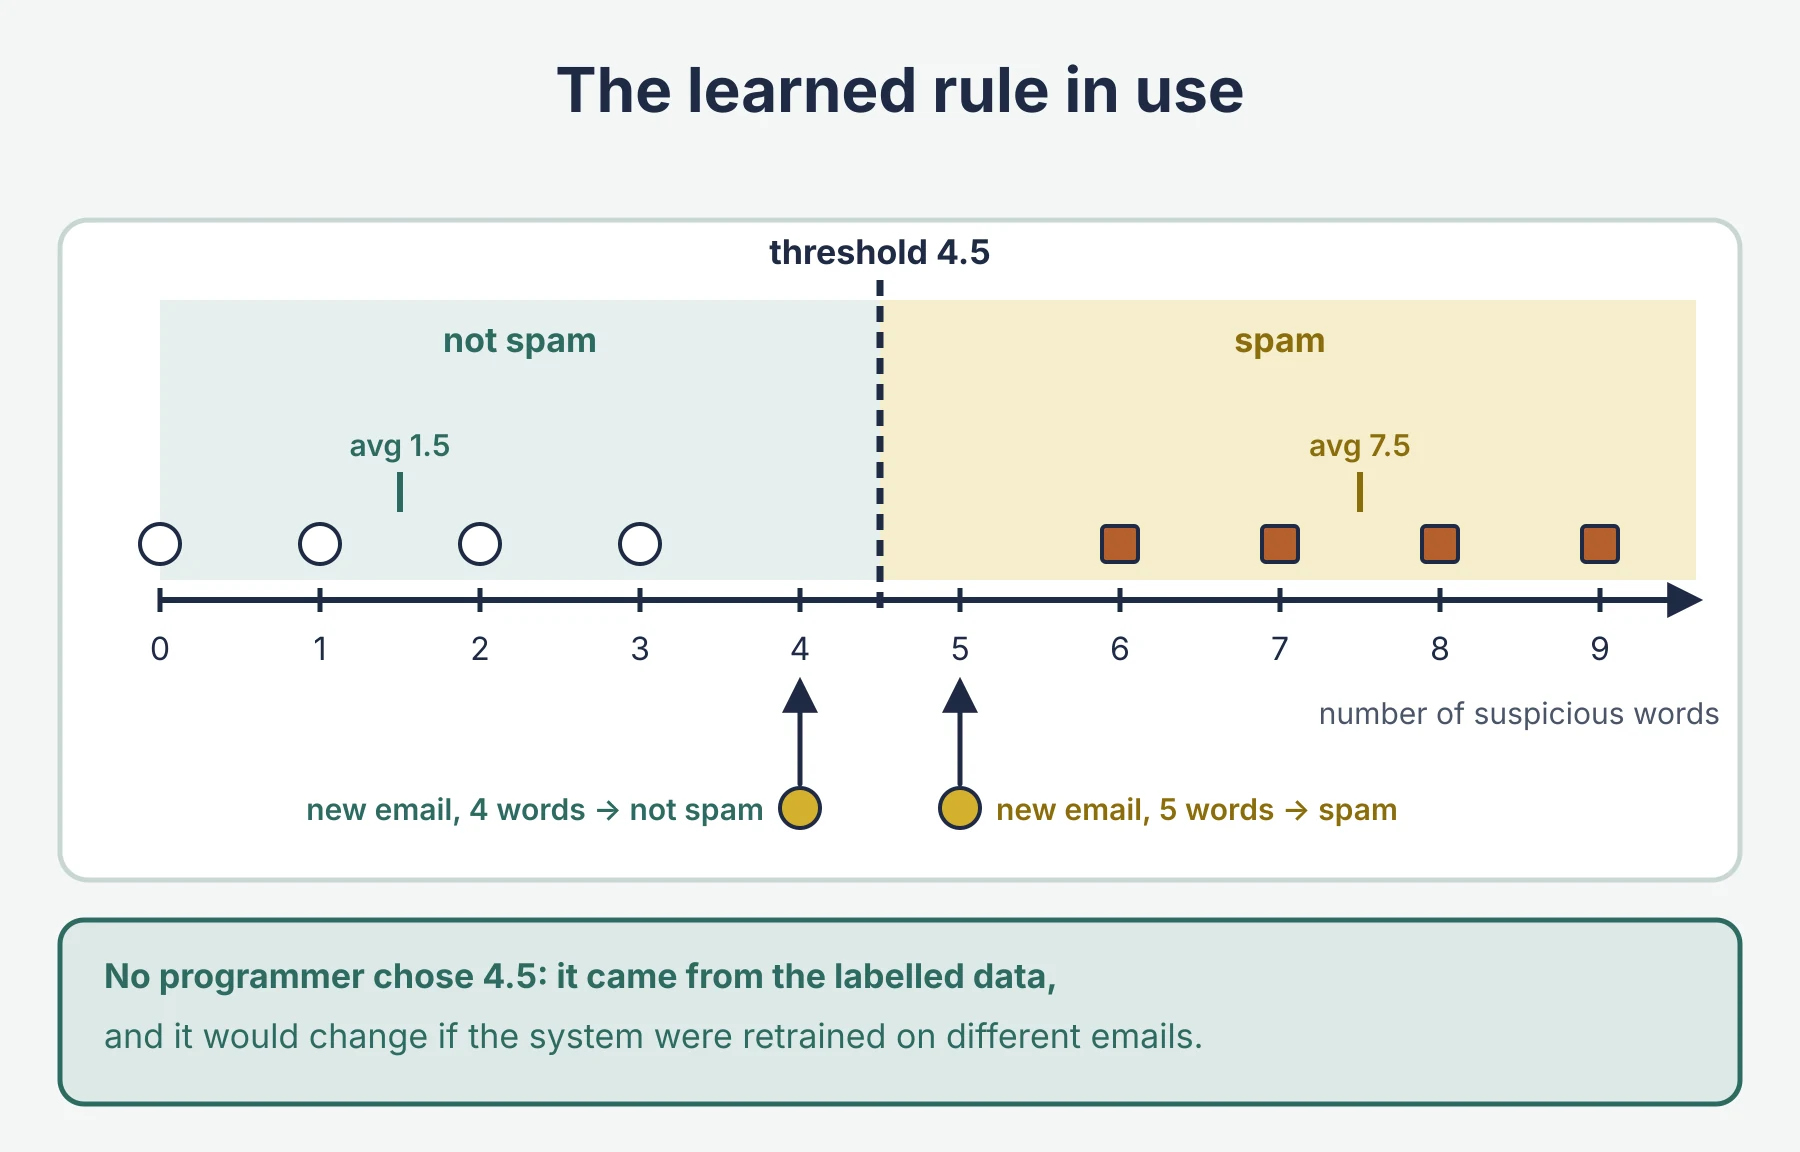 The learned rule in use
threshold 4.5
not spam
spam
avg 1.5
avg 7.5
0 1 2 3 4 5 6 7 8 9
number of suspicious words
new email, 4 words → not spam
new email, 5 words → spam
No programmer chose 4.5: it came from the labelled data,
and it would change if the system were retrained on different emails.